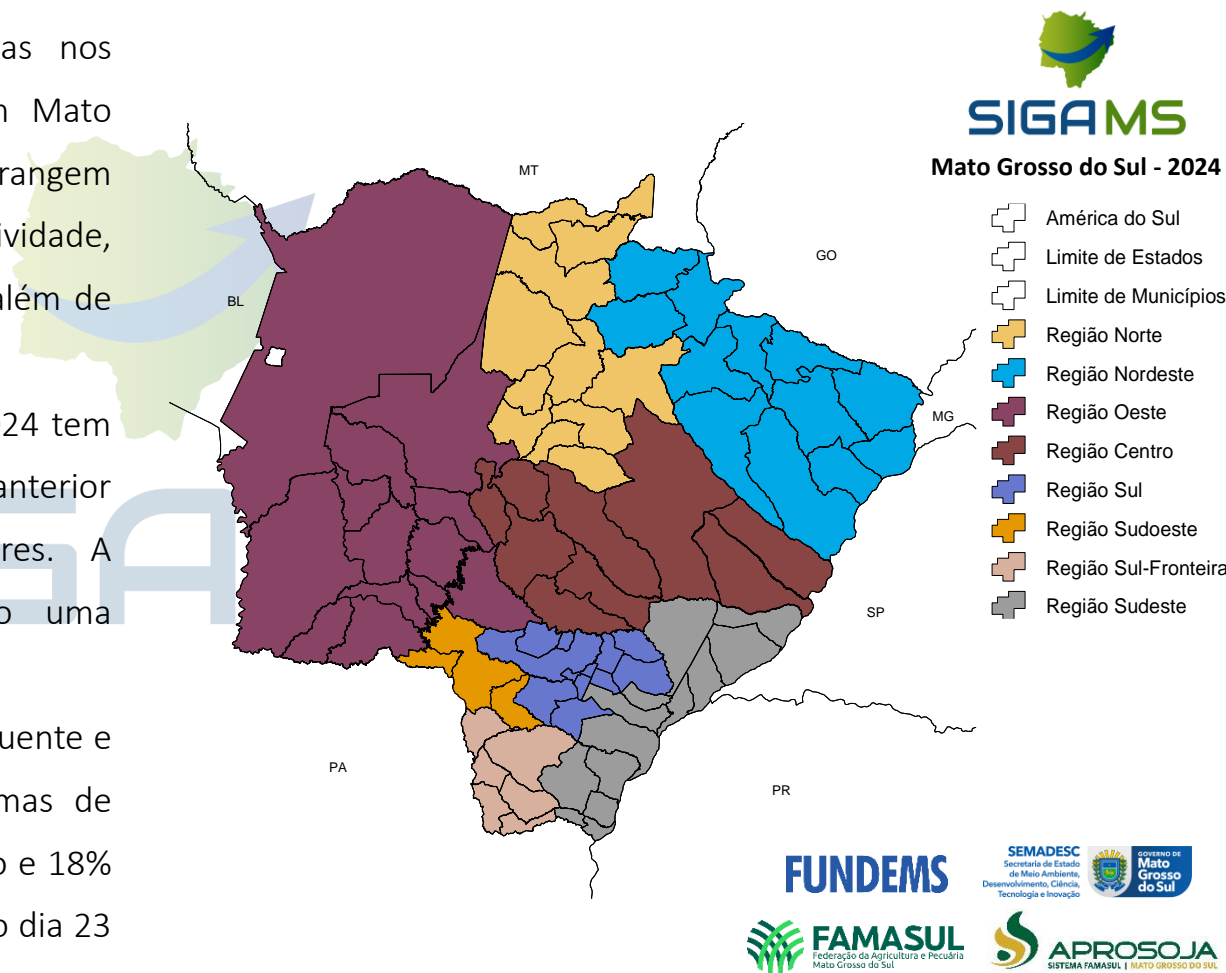 as nos
Mato
rangem
ividade,
além de
24 tem
anterior
res. A
o uma
uente e
mas de
o e 18%
o dia 23
MT
GO
BL
MG
SP
PA
PR
SIGAMS
Mato Grosso do Sul - 2024
América do Sul
Limite de Estados
Limite de Municípios
Região Norte
Região Nordeste
Região Oeste
Região Centro
Região Sul
Região Sudoeste
Região Sul-Fronteira
Região Sudeste
FUNDEMS
SEMADESC
Secretaria de Estado
de Meio Ambiente,
Desenvolvimento, Ciência,
Tecnologia e Inovação
GOVERNO DE
Mato
Grosso
do Sul
FAMASUL
Federação da Agricultura e Pecuária
Mato Grosso do Sul
APROSOJA
SISTEMA FAMASUL | MATO GROSSO DO SUL